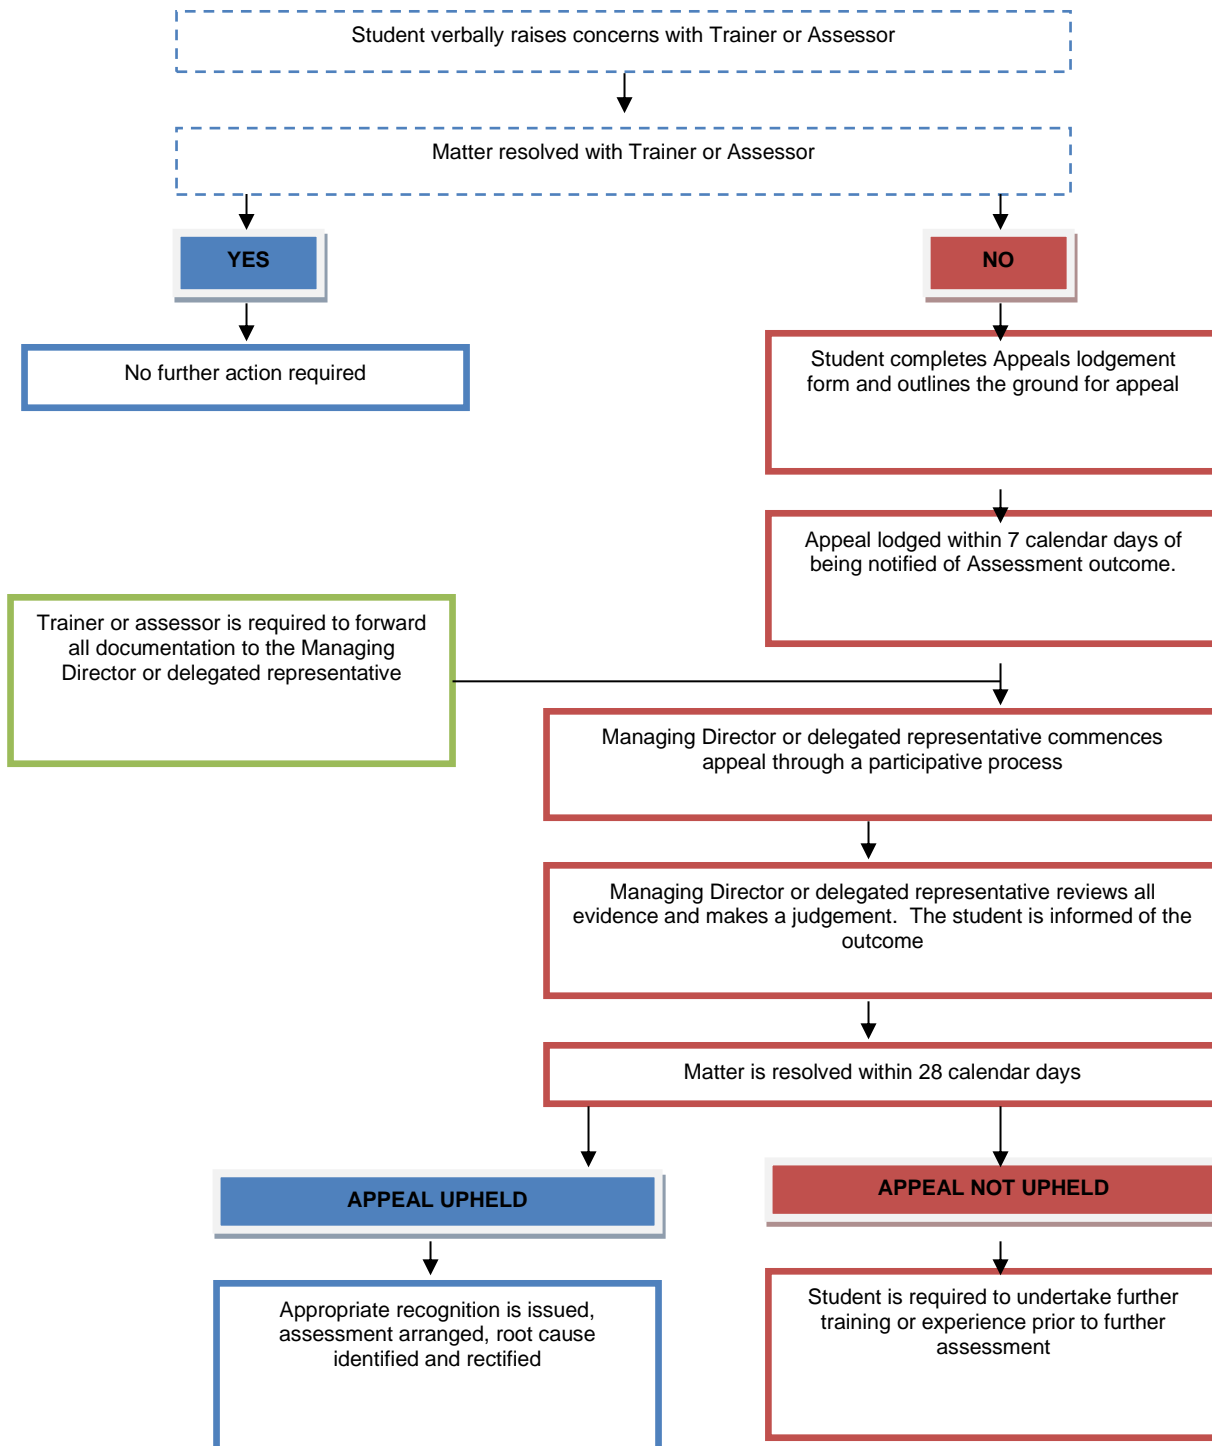 Student verbally raises concerns with Trainer or Assessor
Matter resolved with Trainer or Assessor
YES
NO
No further action required
Student completes Appeals lodgement
form and outlines the ground for appeal
Appeal lodged within 7 calendar days of
being notified of Assessment outcome.
Trainer or assessor is required to forward
all documentation to the Managing
Director or delegated representative
Managing Director or delegated representative commences
appeal through a participative process
Managing Director or delegated representative reviews all
evidence and makes a judgement.  The student is informed of the
outcome
Matter is resolved within 28 calendar days
APPEAL UPHELD
APPEAL NOT UPHELD
Appropriate recognition is issued,
assessment arranged, root cause
identified and rectified
Student is required to undertake further
training or experience prior to further
assessment